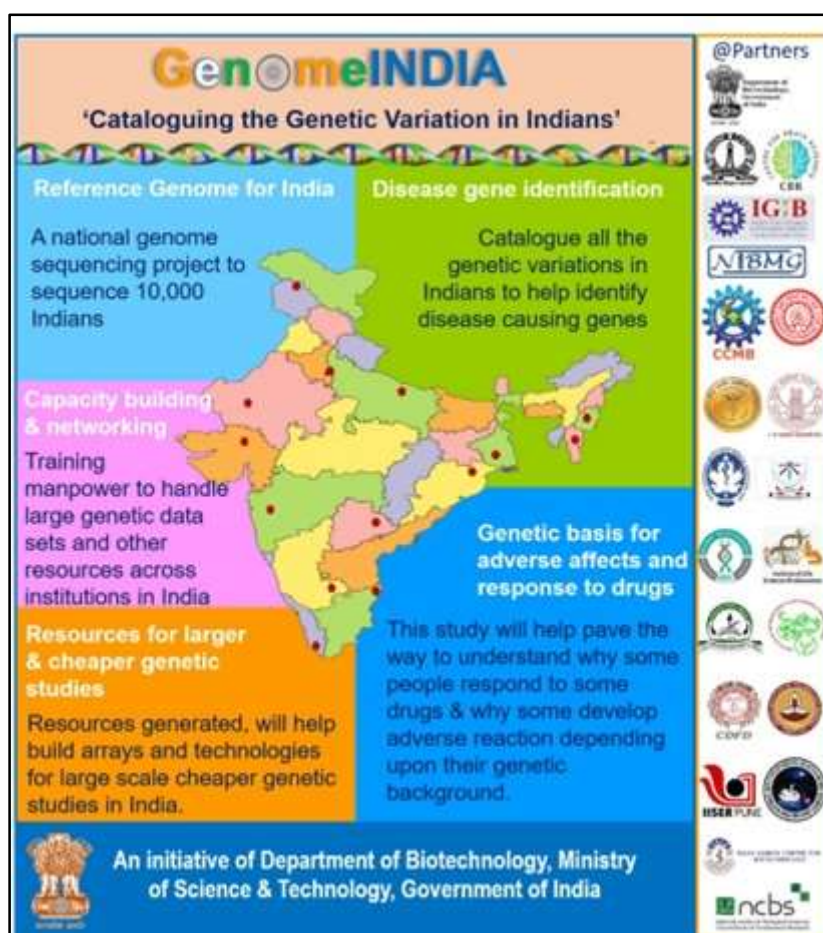 GenomeINDIA
'Cataloguing the Genetic Variation in Indians'
Reference Genome for India
A national genome
sequencing project to
sequence 10,000
Indians
Disease gene identification
Catalogue all the
genetic variations in
Indians to help identify
disease causing genes
Capacity building
& networking
Training
manpower to handle
large genetic data
sets and other
resources across
institutions in India
Genetic basis for
adverse affects and
response to drugs
This study will help pave the
way to understand why some
people respond to some
drugs & why some develop
adverse reaction depending
upon their genetic
background.
Resources for larger
& cheaper genetic
studies
Resources generated, will help
build arrays and technologies
for large scale cheaper genetic
studies in India.
An initiative of Department of Biotechnology, Ministry
of Science & Technology, Government of India
@Partners
Department of
Biotechnology
Government
of India
CBR
IGIB
NIBMG
CCMB
CDFD
IISER PUNE
ncbs